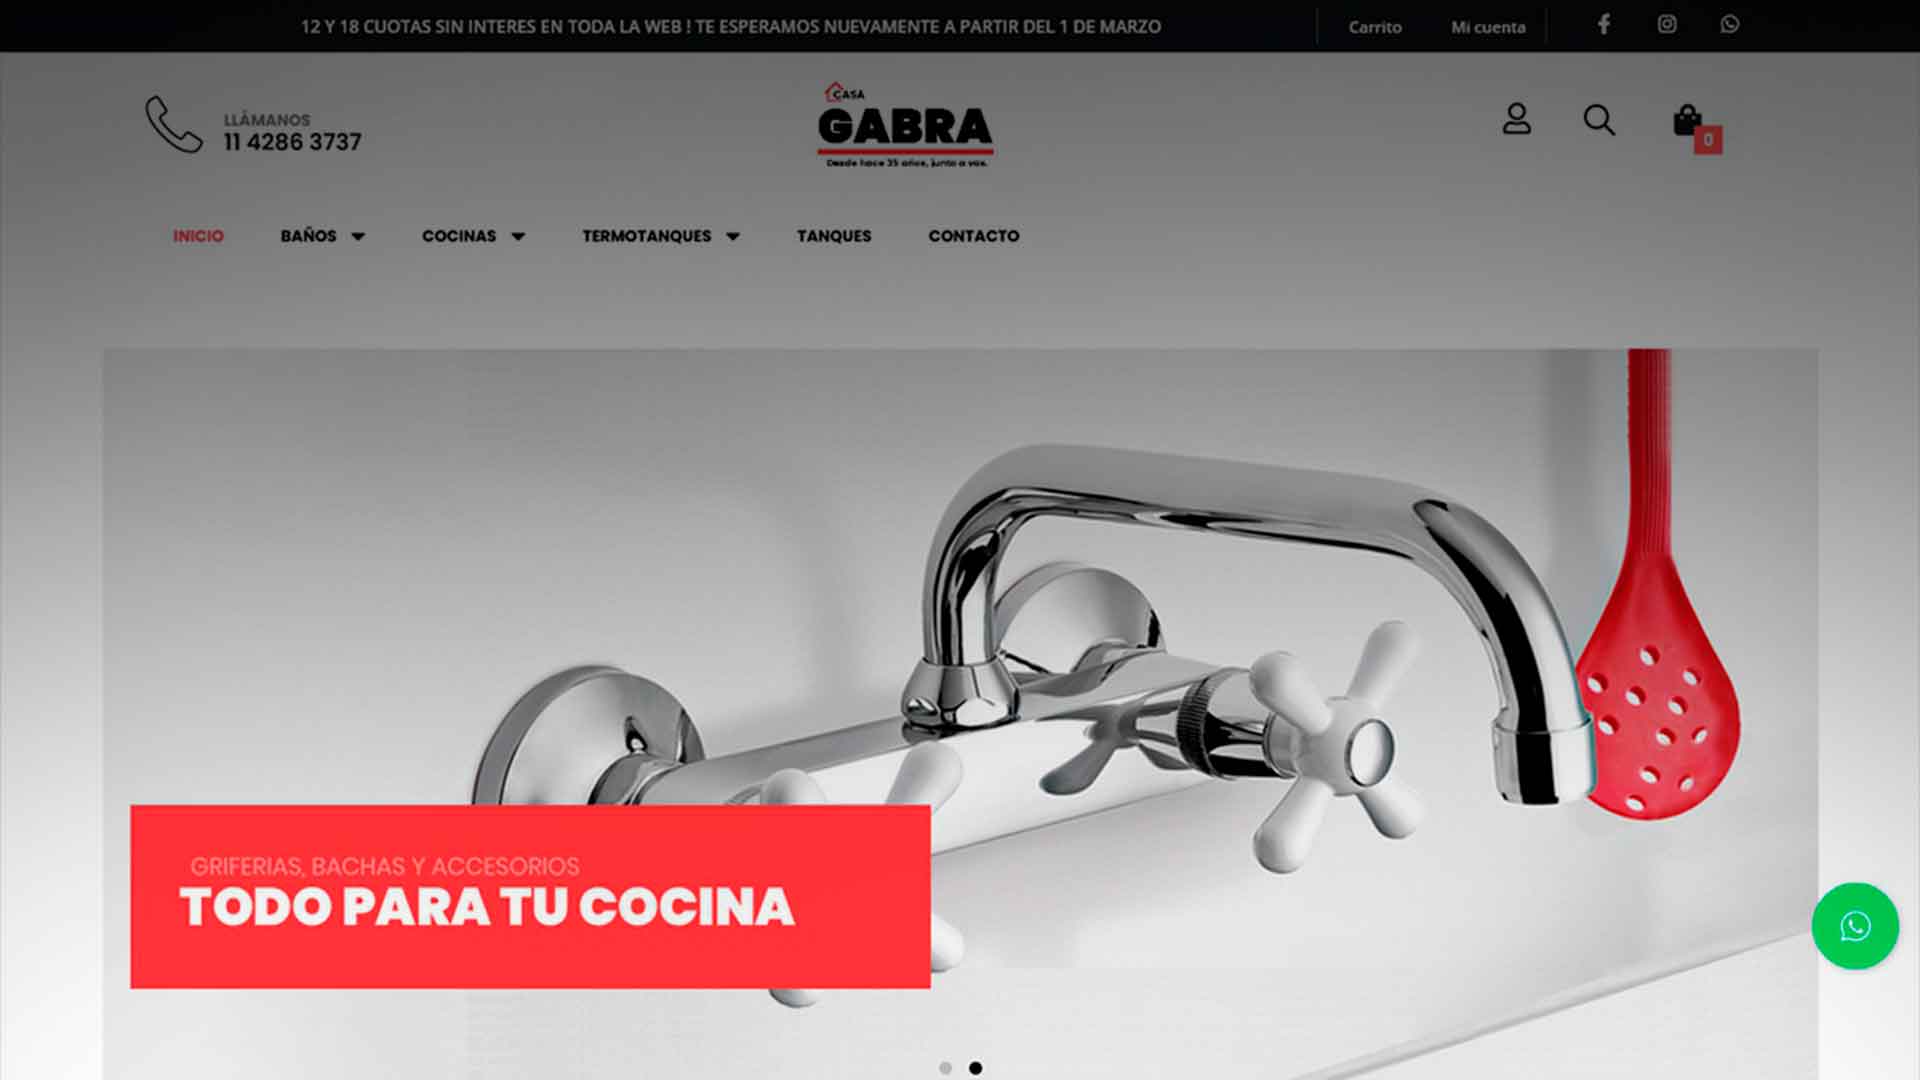 12 Y 18 CUOTAS SIN INTERES EN TODA LA WEB ! TE ESPERAMOS NUEVAMENTE A PARTIR DEL 1 DE MARZO
Carrito
Mi cuenta
LLÁMANOS
11 4286 3737
CASA
GABRA
Desde hace 35 años, junto a vos.
0
INICIO
BAÑOS
COCINAS
TERMOTANQUES
TANQUES
CONTACTO
GRIFERIAS, BACHAS Y ACCESORIOS
TODO PARA TU COCINA